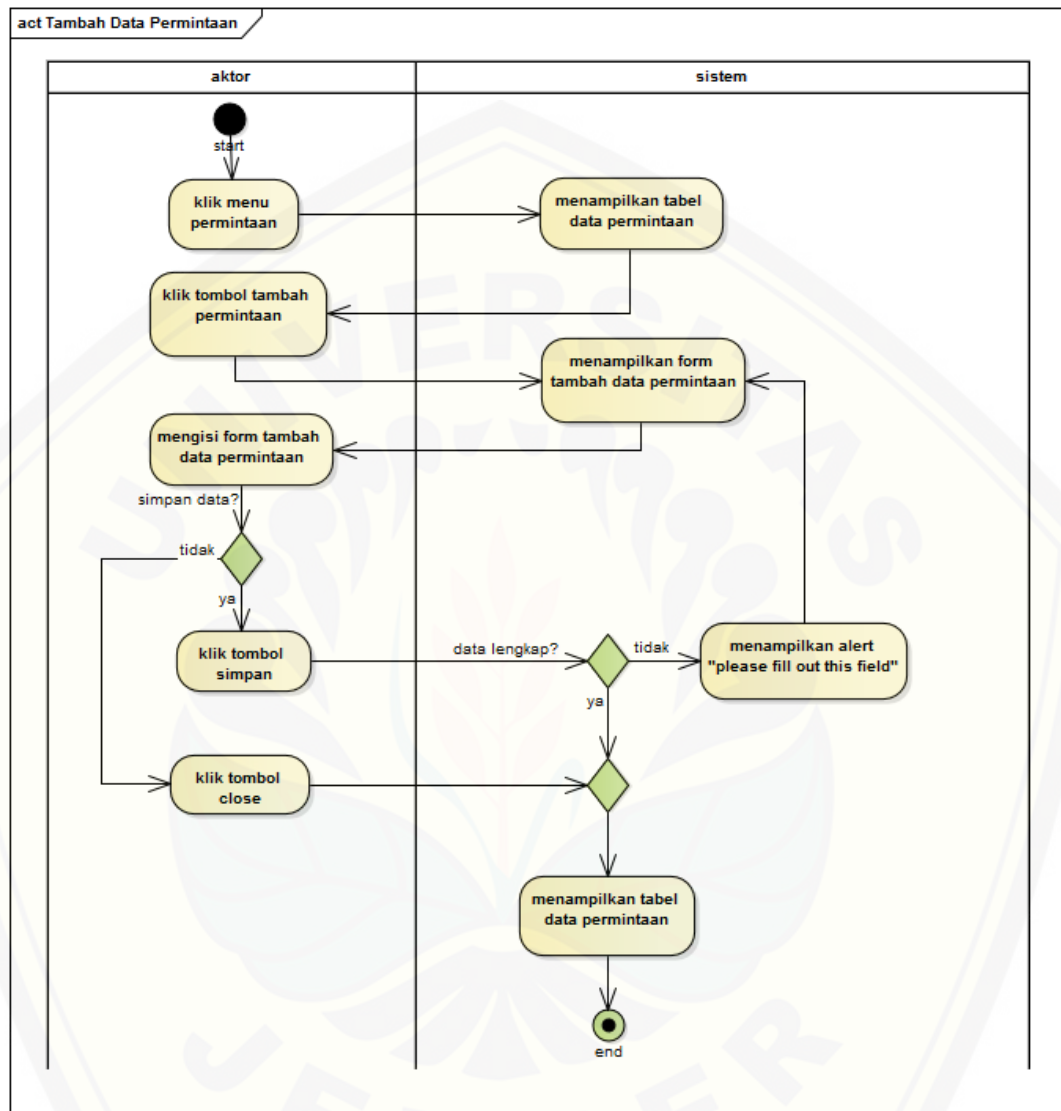 act Tambah Data Permintaan
aktor
sistem
start
klik menu
permintaan
menampilkan tabel
data permintaan
klik tombol tambah
permintaan
menampilkan form
tambah data permintaan
mengisi form tambah
data permintaan
simpan data?
tidak
ya
klik tombol
simpan
data lengkap?
tidak
menampilkan alert
"please fill out this field"
ya
klik tombol
close
menampilkan tabel
data permintaan
end
UNIVERSITAS
JEMBER